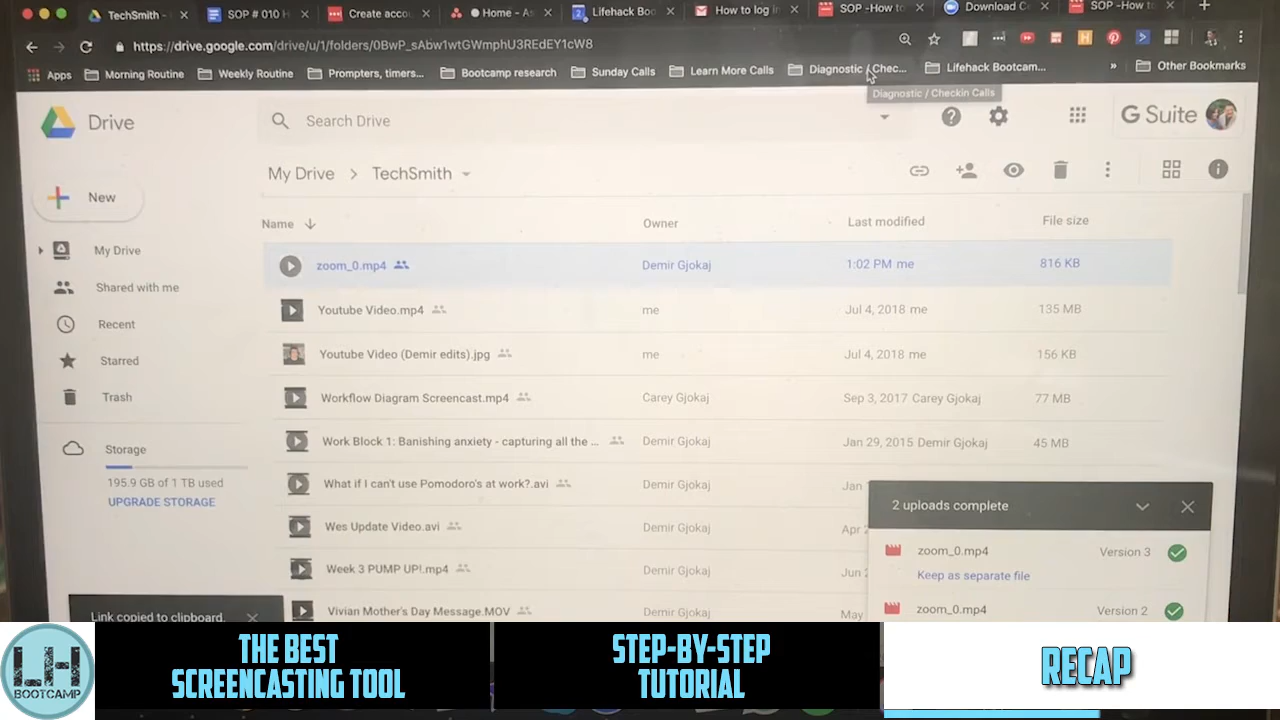 TechSmith -
SOP # 010 H
Create accou
Home - As
Lifehack Boo
How to log i
SOP -How to
Download Ce
SOP -How to
https://drive.google.com/drive/u/1/folders/0BwP_sAbw1wtGWmphU3REdEY1cW8
Apps
Morning Routine
Weekly Routine
Prompters, timers...
Bootcamp research
Sunday Calls
Learn More Calls
Diagnostic / Chec...
Lifehack Bootcam...
»
Other Bookmarks
Diagnostic / Checkin Calls
Drive
Search Drive
G Suite
My Drive > TechSmith
New
Name
Owner
Last modified
File size
My Drive
Shared with me
Recent
Starred
Trash
Storage
195.9 GB of 1 TB used
UPGRADE STORAGE
zoom_0.mp4 Demir Gjokaj 1:02 PM me 816 KB
Youtube Video.mp4 me Jul 4, 2018 me 135 MB
Youtube Video (Demir edits).jpg me Jul 4, 2018 me 156 KB
Workflow Diagram Screencast.mp4 Carey Gjokaj Sep 3, 2017 Carey Gjokaj 77 MB
Work Block 1: Banishing anxiety - capturing all the ... Demir Gjokaj Jan 29, 2015 Demir Gjokaj 45 MB
What if I can't use Pomodoro's at work?.avi Demir Gjokaj Jan
Wes Update Video.avi Demir Gjokaj Apr 2
Week 3 PUMP UP!.mp4 Demir Gjokaj Jun
Vivian Mother's Day Message.MOV Demir Gjokaj May
2 uploads complete
zoom_0.mp4 Version 3
Keep as separate file
zoom_0.mp4 Version 2
Link copied to clipboard.
LH
BOOTCAMP
THE BEST
SCREENCASTING TOOL
STEP-BY-STEP
TUTORIAL
RECAP